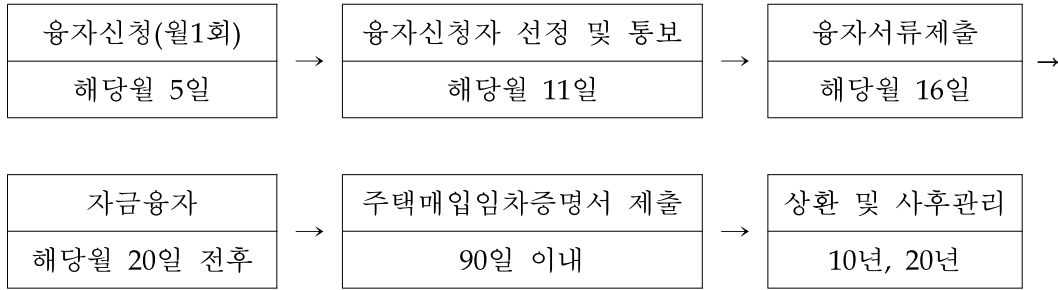 융자신청(월1회) → 융자신청자 선정 및 통보 → 융자서류제출 →
해당월 5일 해당월 11일 해당월 16일
자금융자 → 주택매입임차증명서 제출 → 상환 및 사후관리
해당월 20일 전후 90일 이내 10년, 20년